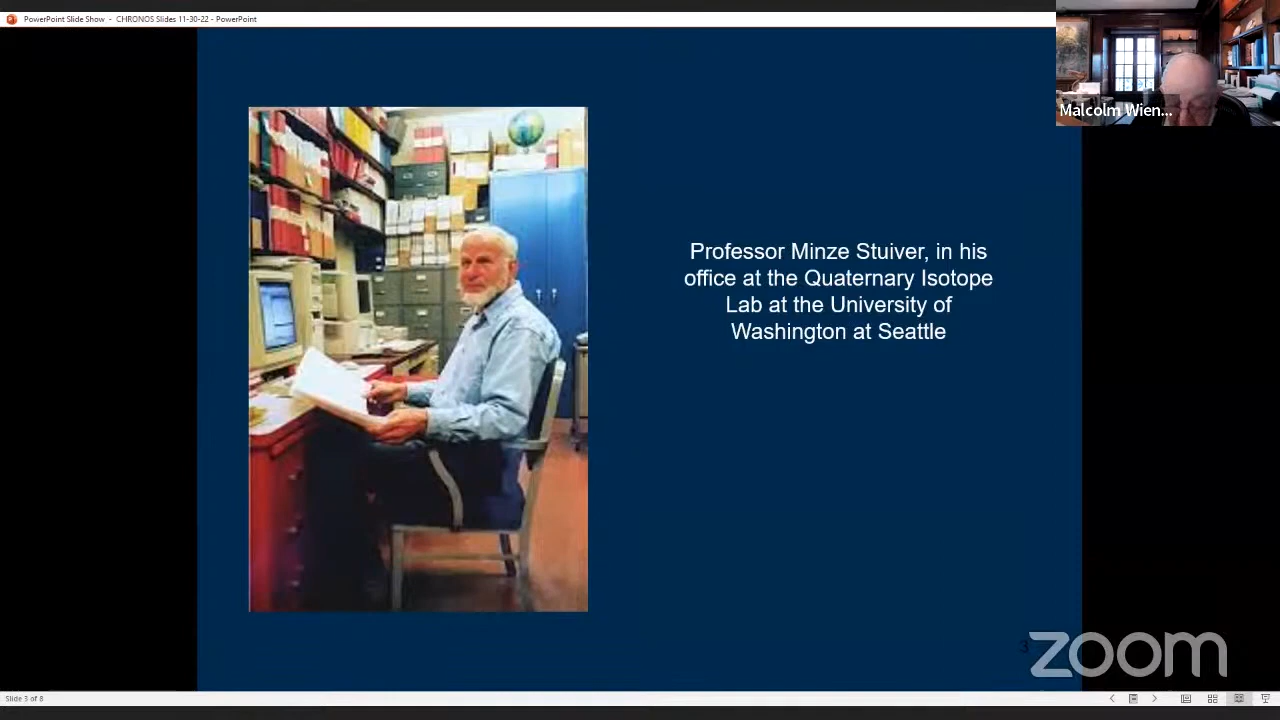 PowerPoint Slide Show - CHRONOS Slides 11-30-22 - PowerPoint
Malcolm Wien...
Professor Minze Stuiver, in his
office at the Quaternary Isotope
Lab at the University of
Washington at Seattle
3
zoom
Slide 3 of 8